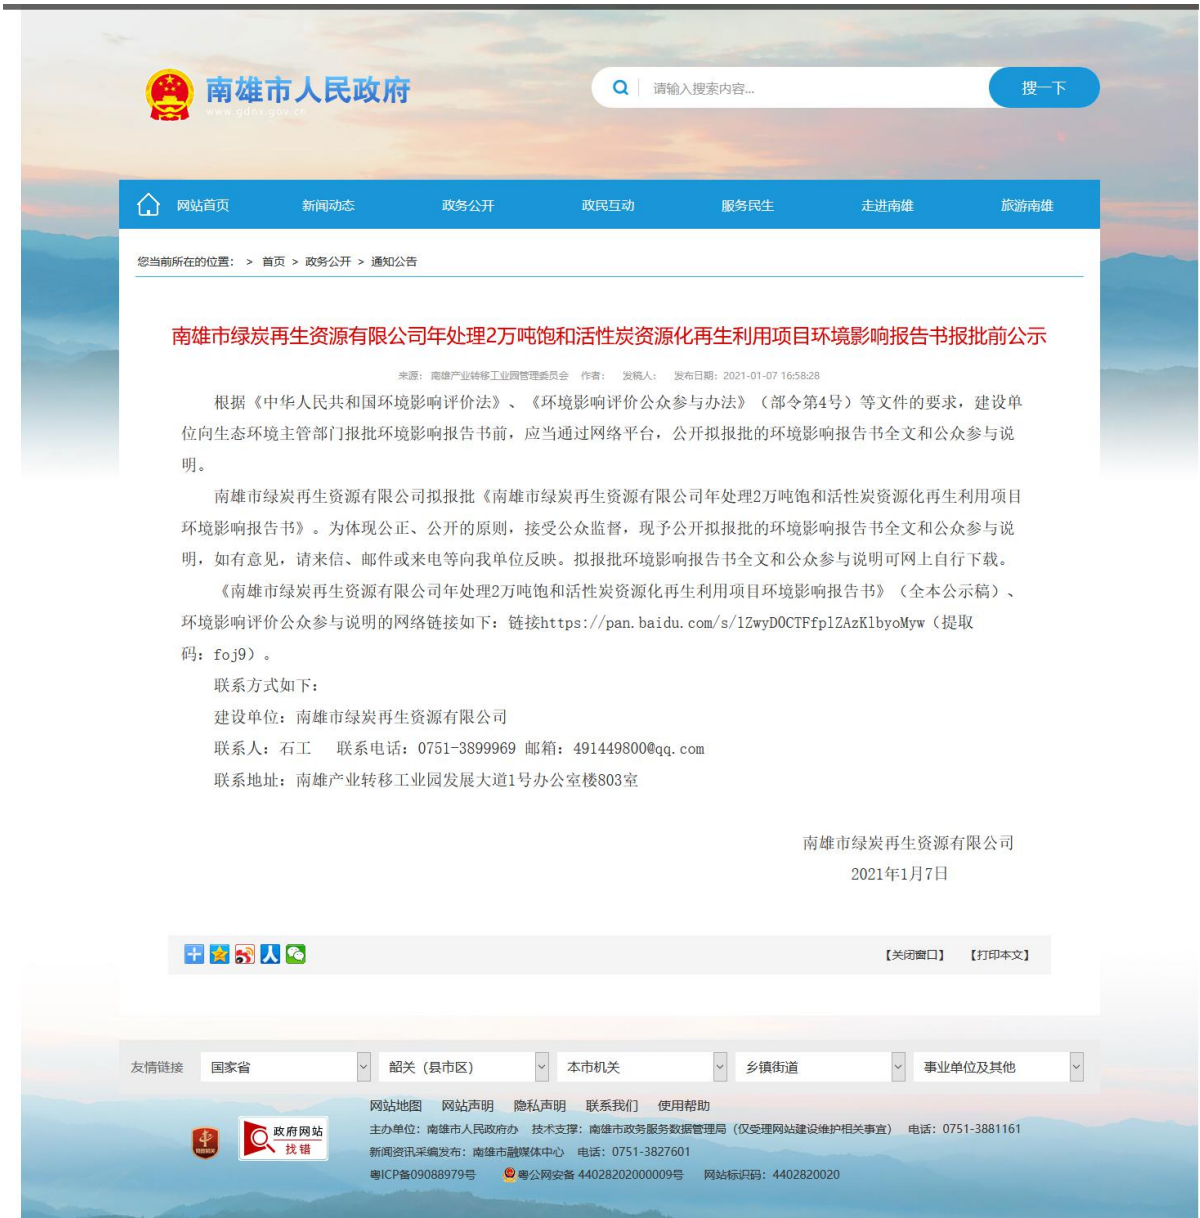 南雄市人民政府
www.gdnx.gov.cn
请输入搜索内容...
搜一下
网站首页 新闻动态 政务公开 政民互动 服务民生 走进南雄 旅游南雄
您当前所在的位置： > 首页 > 政务公开 > 通知公告
南雄市绿炭再生资源有限公司年处理2万吨饱和活性炭资源化再生利用项目环境影响报告书报批前公示
来源：南雄产业转移工业园管理委员会 作者： 发稿人： 发布日期：2021-01-07 16:58:28
根据《中华人民共和国环境影响评价法》、《环境影响评价公众参与办法》（部令第4号）等文件的要求，建设单
位向生态环境主管部门报批环境影响报告书前，应当通过网络平台，公开拟报批的环境影响报告书全文和公众参与说
明。
南雄市绿炭再生资源有限公司拟报批《南雄市绿炭再生资源有限公司年处理2万吨饱和活性炭资源化再生利用项目
环境影响报告书》。为体现公正、公开的原则，接受公众监督，现予公开拟报批的环境影响报告书全文和公众参与说
明，如有意见，请来信、邮件或来电等向我单位反映。拟报批环境影响报告书全文和公众参与说明可网上自行下载。
《南雄市绿炭再生资源有限公司年处理2万吨饱和活性炭资源化再生利用项目环境影响报告书》（全本公示稿）、
环境影响评价公众参与说明的网络链接如下：链接https://pan.baidu.com/s/1ZwyDOCTFfplZAzKlbyoMyw（提取
码：foj9）。
联系方式如下：
建设单位：南雄市绿炭再生资源有限公司
联系人：石工 联系电话：0751-3899969 邮箱：491449800@qq.com
联系地址：南雄产业转移工业园发展大道1号办公室楼803室
南雄市绿炭再生资源有限公司
2021年1月7日
【关闭窗口】 【打印本文】
友情链接 国家省 韶关（县市区） 本市机关 乡镇街道 事业单位及其他
网站地图 网站声明 隐私声明 联系我们 使用帮助
政府网站
找错
主办单位：南雄市人民政府办 技术支撑：南雄市政务服务数据管理局（仅受理网站建设维护相关事宜） 电话：0751-3881161
新闻资讯采编发布：南雄市融媒体中心 电话：0751-3827601
粤ICP备09088979号 粤公网安备 44028202000009号 网站标识码：4402820020